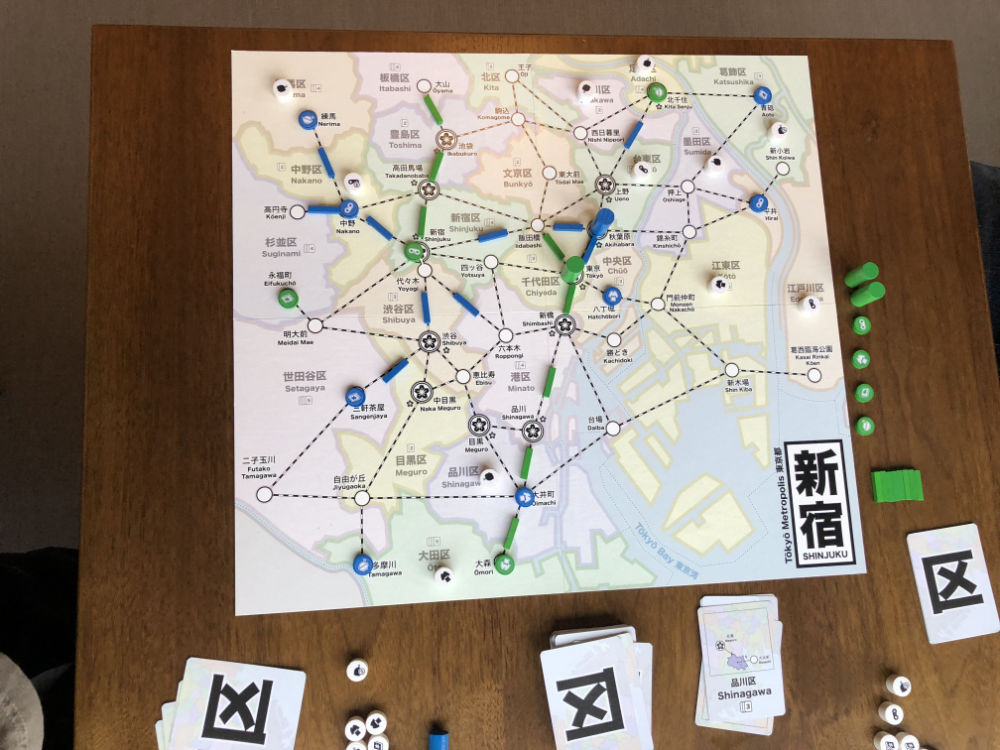 板橋区
Itabashi
大山
Ōyama
北区
Kita
王子
Oji
Adachi
北千住
Kita Senju
葛飾区
Katsushika
青砥
Aoto
練馬
Nerima
豊島区
Toshima
池袋
Ikebukuro
駒込
Komagome
西日暮里
Nishi Nippori
台東区
墨田区
Sumida
新小岩
Shin Koiwa
中野区
Nakano
高田馬場
Takadanobaba
文京区
Bunkyō
東大前
Todai Mae
上野
Ueno
押上
Oshiage
平井
Hirai
高円寺
Kōenji
中野
Nakano
新宿
Shinjuku
新宿区
Shinjuku
飯田橋
Iidabashi
秋葉原
Akihabara
錦糸町
Kinshichō
杉並区
Suginami
永福町
Eifukuchō
代々木
Yoyogi
四ッ谷
Yotsuya
千代田区
Chiyoda
東京
Tokyo
中央区
Chūō
八丁堀
Hatchōbori
江東区
江戸川区
門前仲町
Monzen
Nakachō
明大前
Meidai Mae
渋谷区
Shibuya
渋谷
Shibuya
六本木
Roppongi
新橋
Shimbashi
勝どき
Kachidoki
葛西臨海公園
Kasai Rinkai
Kōen
世田谷区
Setagaya
三軒茶屋
Sangenjaya
恵比寿
Ebisu
中目黒
Naka Meguro
港区
Minato
品川
Shinagawa
新木場
Shin Kiba
台場
Daiba
目黒
Meguro
二子玉川
Futako
Tamagawa
自由が丘
Jiyūgaoka
目黒区
Meguro
品川区
Shinagaw
大井町
Oimachi
多摩川
Tamagawa
大田区
大森
Ōmori
Tōkyō Bay 東京湾
Tōkyō Metropolis 東京都
新宿
SHINJUKU
区
区
区
品川区
Shinagawa
3